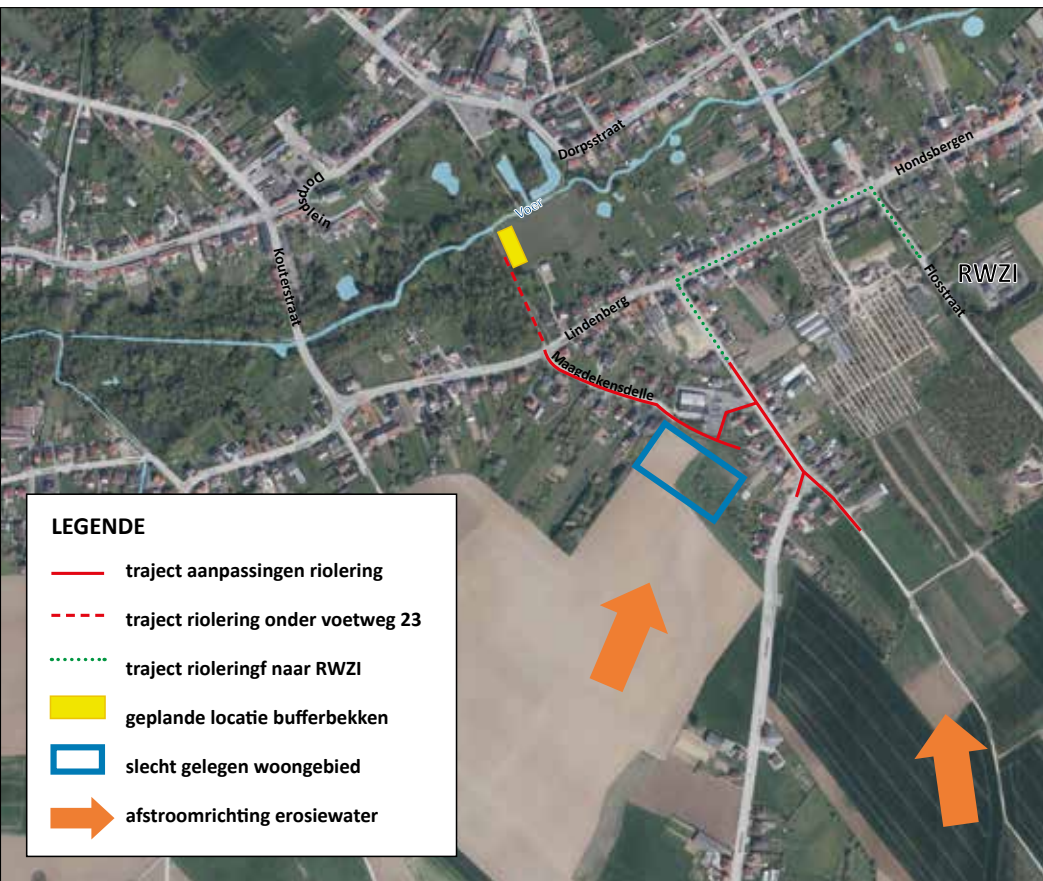 Dorpsstraat
Hondsbergen
Dorpsplein
Voer
Kouterstraat
RWZI
Flosstraat
Lindenberg
Maagdekensdelle
LEGENDE
traject aanpassingen riolering
traject riolering onder voetweg 23
traject rioleringf naar RWZI
geplande locatie bufferbekken
slecht gelegen woongebied
afstroomrichting erosiewater